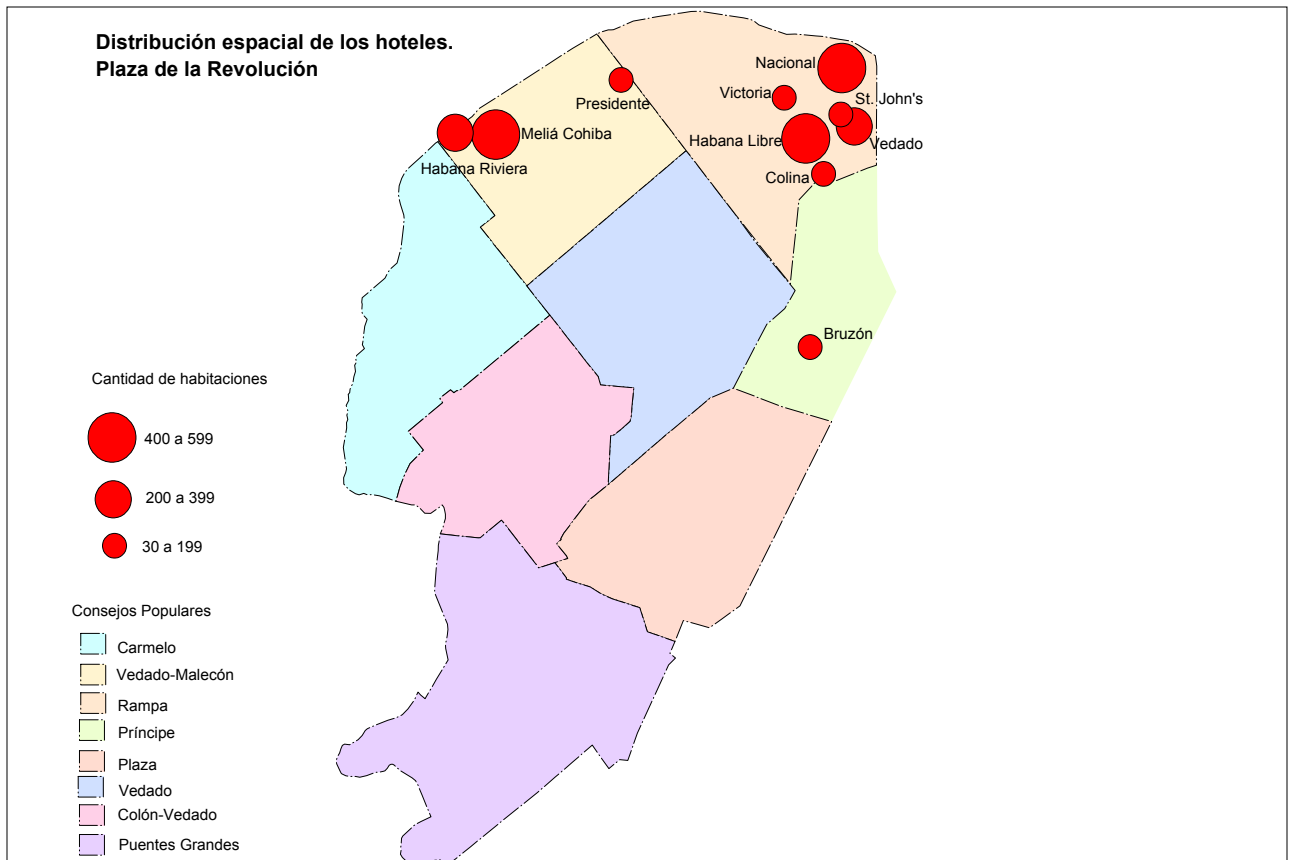 Distribución espacial de los hoteles.
Plaza de la Revolución
Nacional
Victoria
St. John's
Presidente
Meliá Cohiba
Habana Libre
Vedado
Habana Riviera
Colina
Bruzón
Cantidad de habitaciones
400 a 599
200 a 399
30 a 199
Consejos Populares
Carmelo
Vedado-Malecón
Rampa
Príncipe
Plaza
Vedado
Colón-Vedado
Puentes Grandes